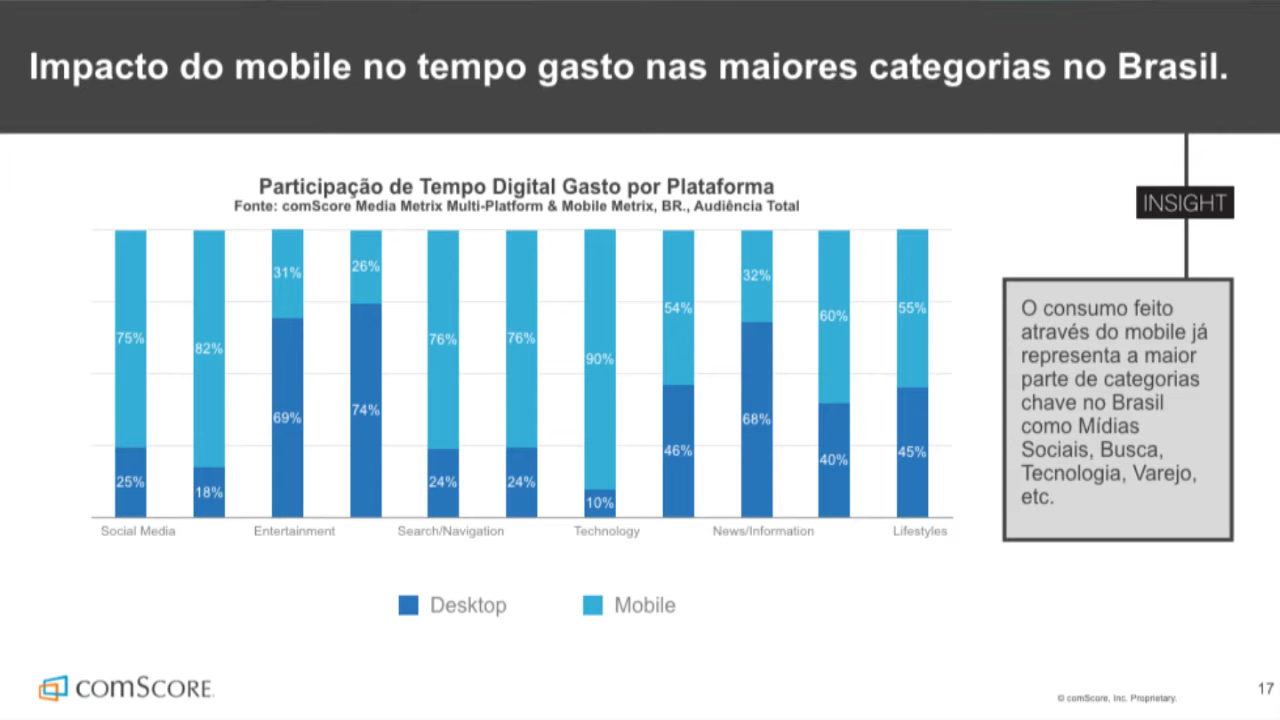 Impacto do mobile no tempo gasto nas maiores categorias no Brasil.
Participação de Tempo Digital Gasto por Plataforma
Fonte: comScore Media Metrix Multi-Platform & Mobile Metrix, BR., Audiência Total
75% 82% 31% 26% 76% 76% 90% 54% 32% 60% 55%
25% 18% 69% 74% 24% 24% 10% 46% 68% 40% 45%
Social Media Entertainment Search/Navigation Technology News/Information Lifestyles
Desktop Mobile
INSIGHT
O consumo feito
através do mobile já
representa a maior
parte de categorias
chave no Brasil
como Mídias
Sociais, Busca,
Tecnologia, Varejo,
etc.
comScore.
© comScore, Inc. Proprietary.
17